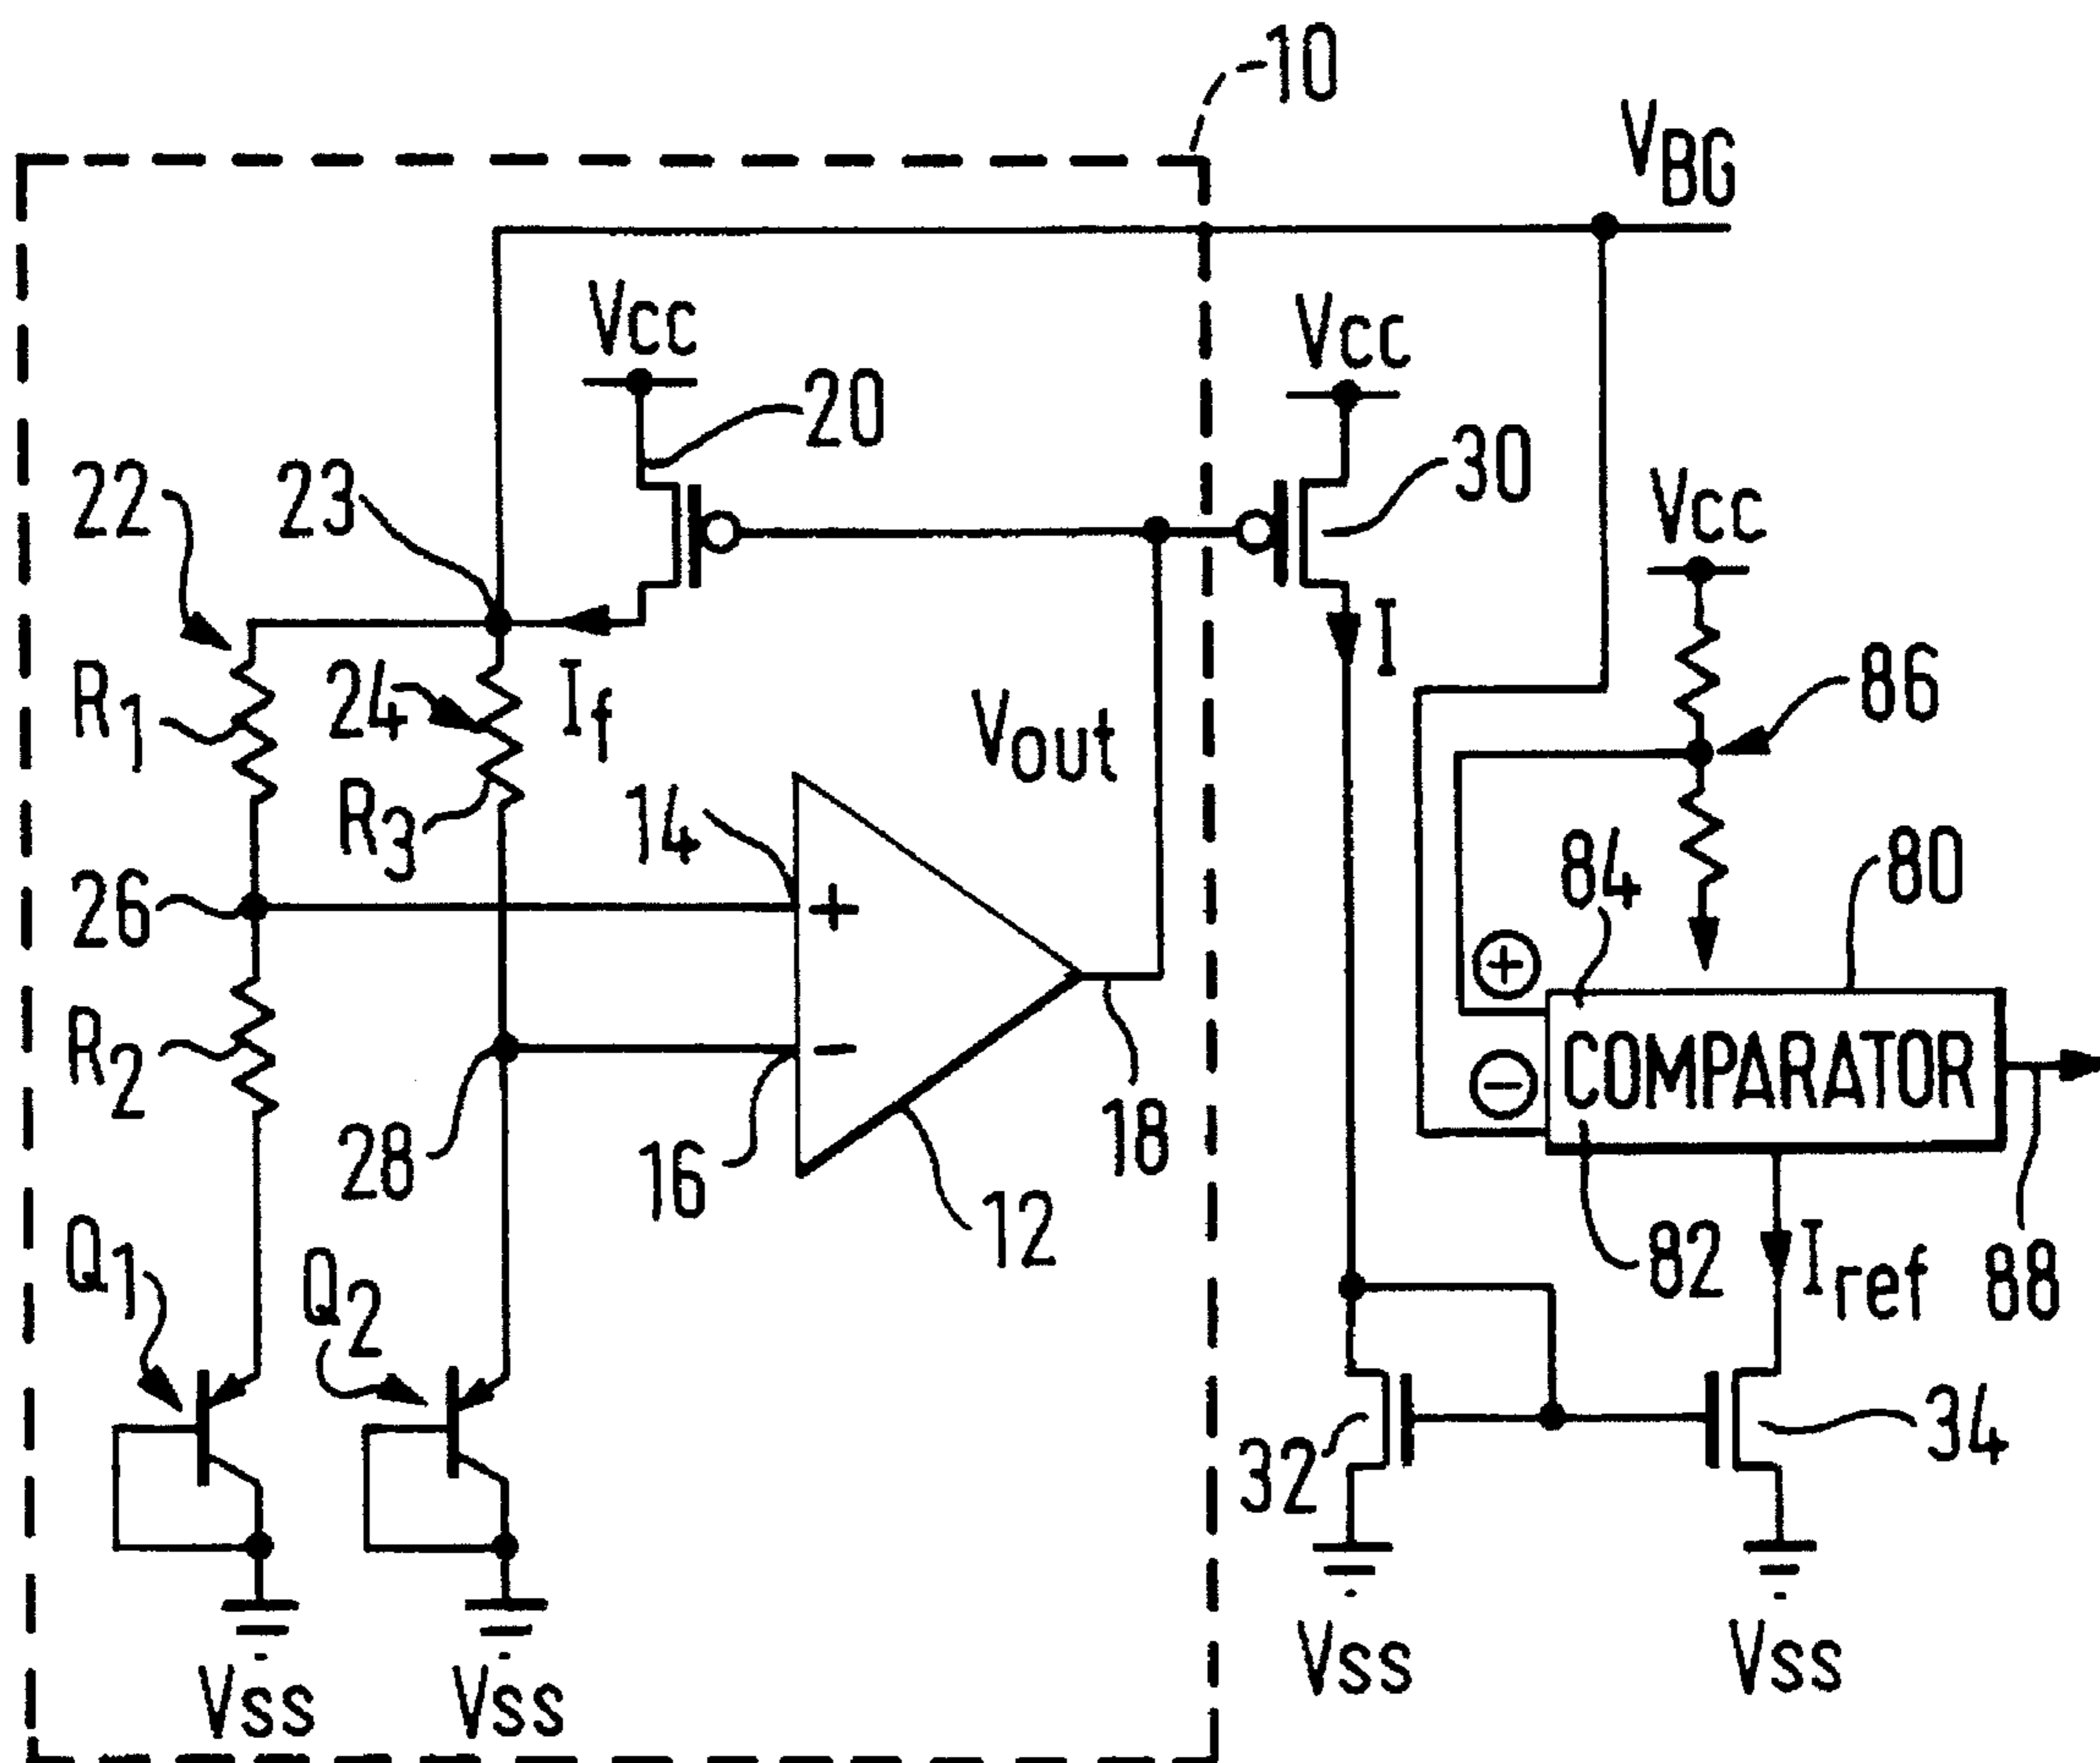 10
VBG
Vcc
Vcc
20
22
23
30
Vcc
I
R1
24
If
86
Vout
R3
14
84
80
26
+
+
R2
−
−
COMPARATOR
28
16
18
12
82
Iref
88
Q1
Q2
32
34
Vss
Vss
Vss
Vss